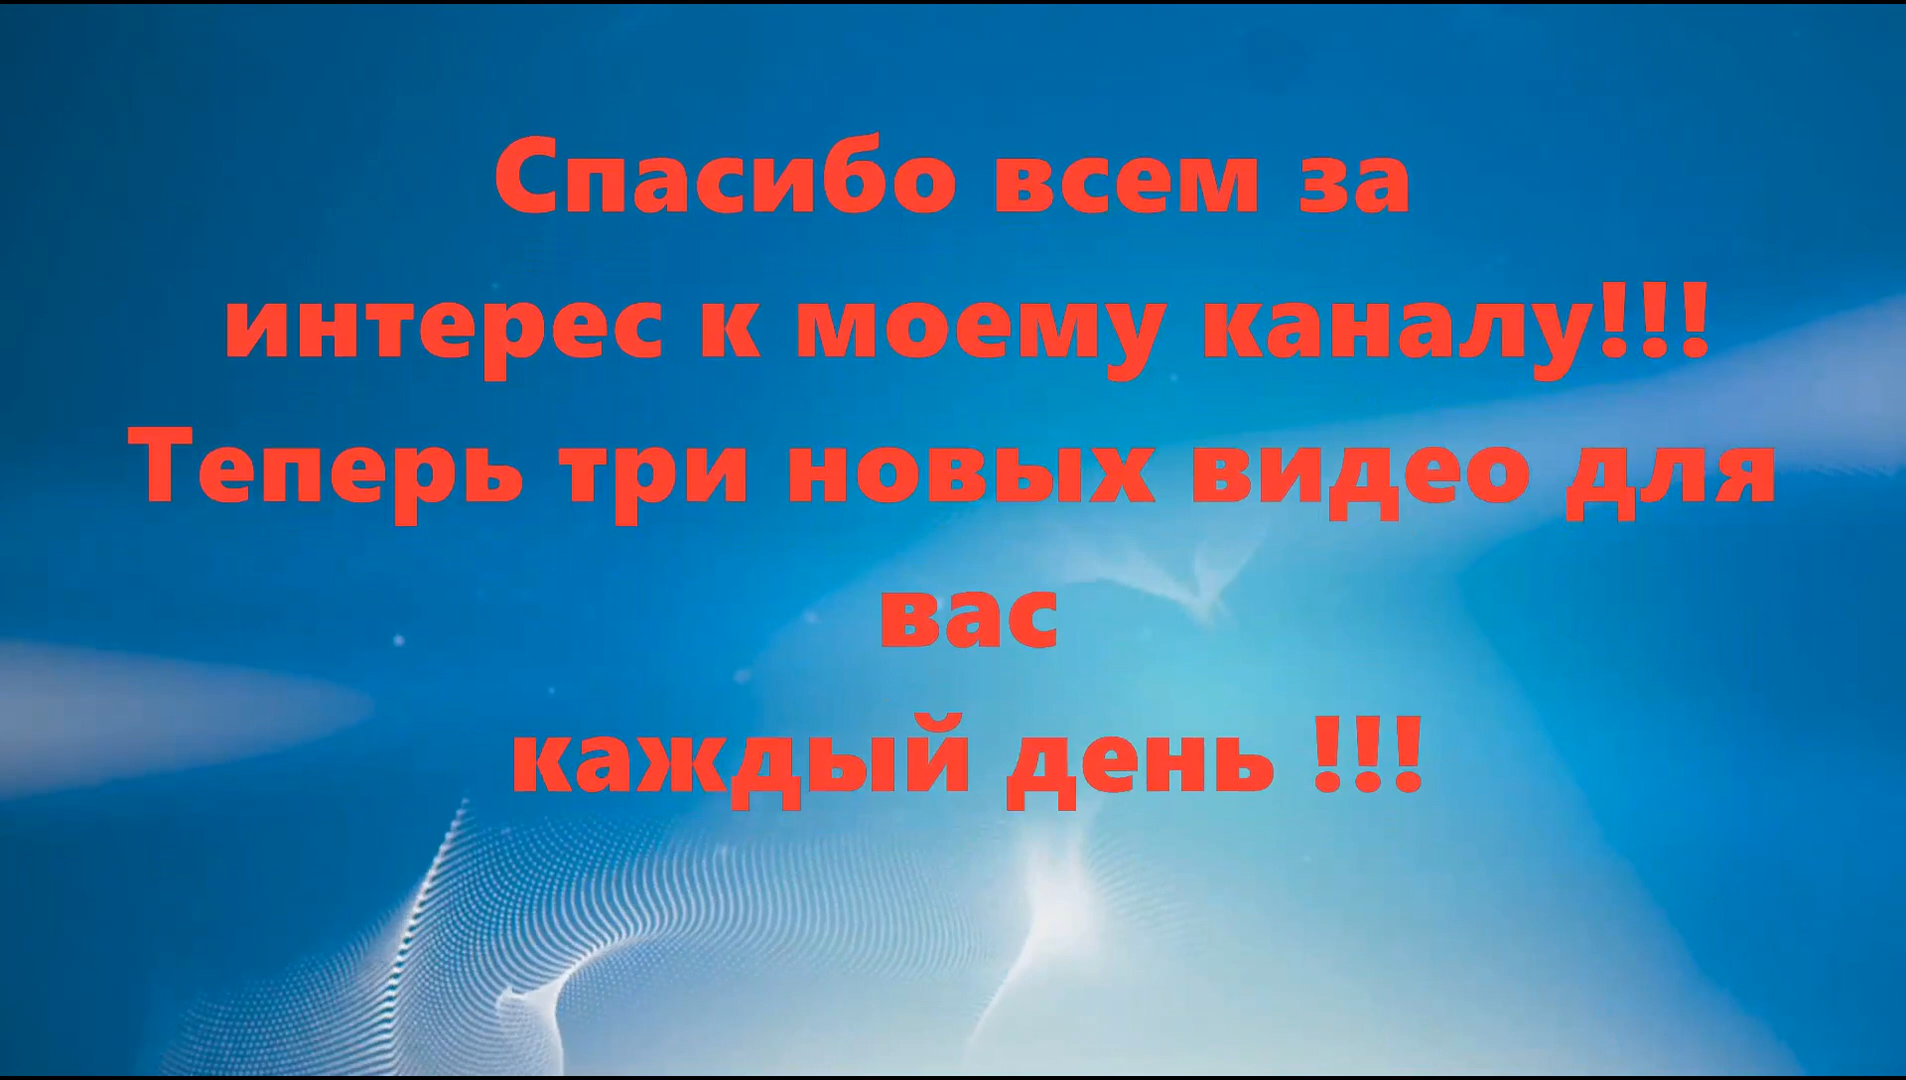 Спасибо всем за
интерес к моему каналу!!!
Теперь три новых видео для
вас
каждый день !!!